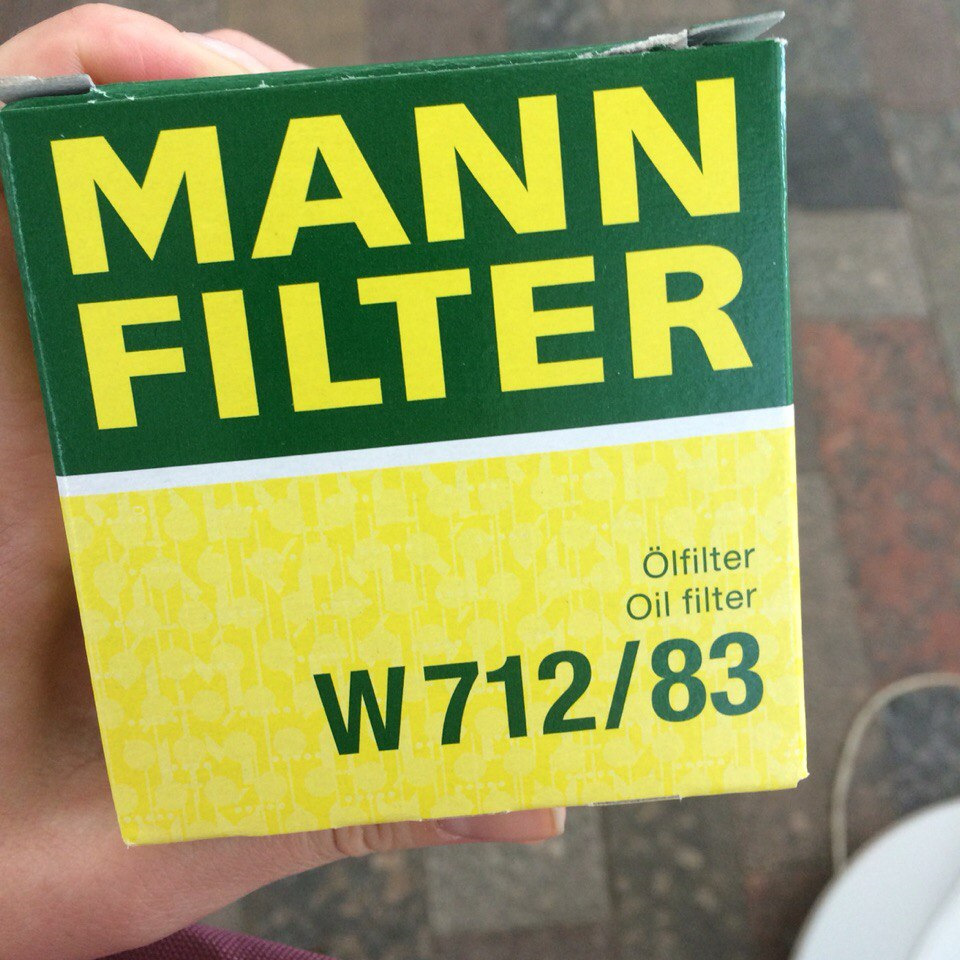 MANN
FILTER
Ölfilter
Oil filter
W 712/83